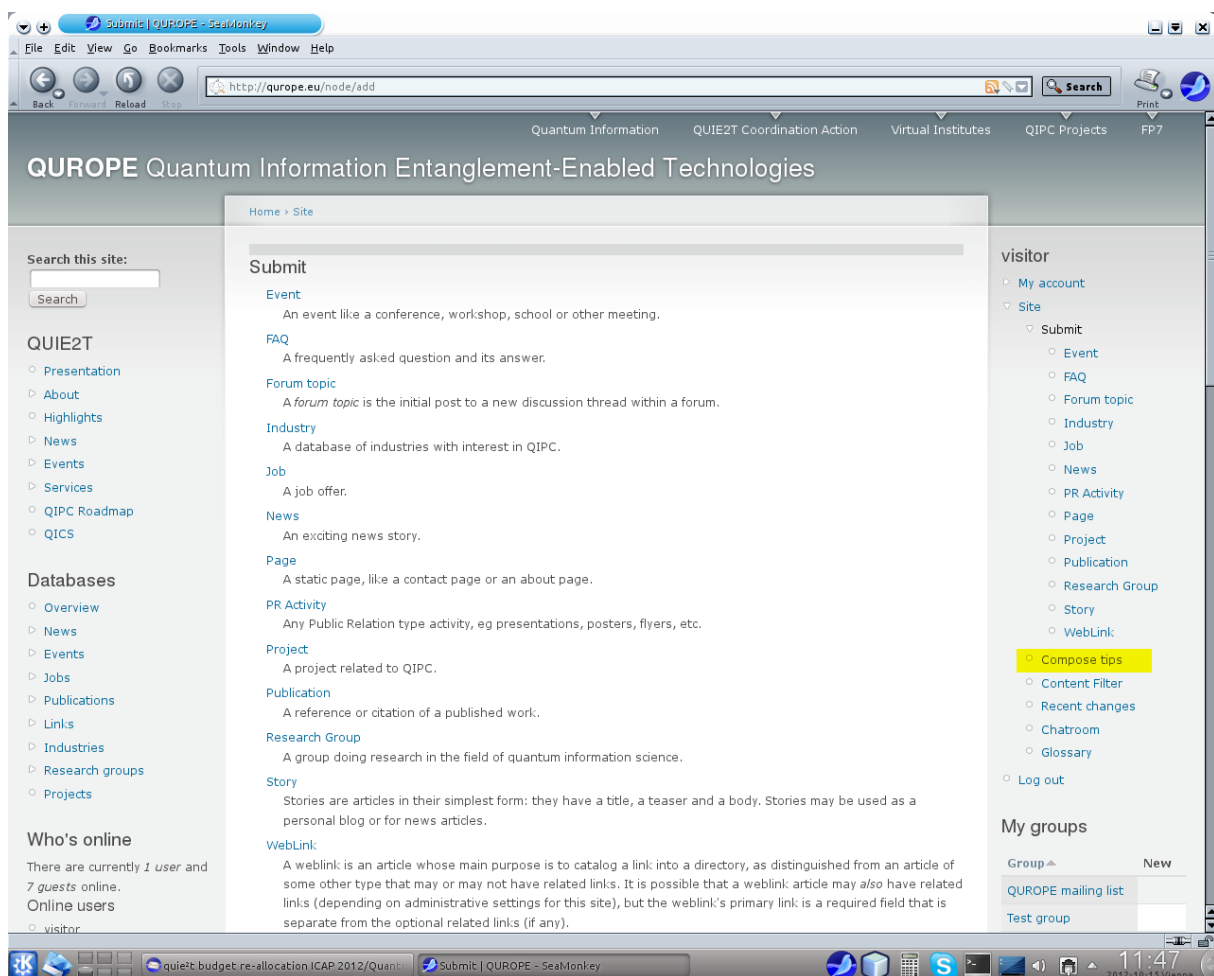 Submit | QUROPE - SeaMonkey
File Edit View Go Bookmarks Tools Window Help
Back Forward Reload Stop
http://qurope.eu/node/add
Search
Print
Quantum Information QUIE2T Coordination Action Virtual Institutes QIPC Projects FP7
QUROPE Quantum Information Entanglement-Enabled Technologies
Home › Site
Search this site:
Search
QUIE2T
Presentation
About
Highlights
News
Events
Services
QIPC Roadmap
QICS
Databases
Overview
News
Events
Jobs
Publications
Links
Industries
Research groups
Projects
Who's online
There are currently 1 user and
7 guests online.
Online users
visitor
Submit
Event
An event like a conference, workshop, school or other meeting.
FAQ
A frequently asked question and its answer.
Forum topic
A forum topic is the initial post to a new discussion thread within a forum.
Industry
A database of industries with interest in QIPC.
Job
A job offer.
News
An exciting news story.
Page
A static page, like a contact page or an about page.
PR Activity
Any Public Relation type activity, eg presentations, posters, flyers, etc.
Project
A project related to QIPC.
Publication
A reference or citation of a published work.
Research Group
A group doing research in the field of quantum information science.
Story
Stories are articles in their simplest form: they have a title, a teaser and a body. Stories may be used as a
personal blog or for news articles.
WebLink
A weblink is an article whose main purpose is to catalog a link into a directory, as distinguished from an article of
some other type that may or may not have related links. It is possible that a weblink article may also have related
links (depending on administrative settings for this site), but the weblink's primary link is a required field that is
separate from the optional related links (if any).
visitor
My account
Site
Submit
Event
FAQ
Forum topic
Industry
Job
News
PR Activity
Page
Project
Publication
Research Group
Story
WebLink
Compose tips
Content Filter
Recent changes
Chatroom
Glossary
Log out
My groups
Group New
QUROPE mailing list
Test group
quie²t budget re-allocation ICAP 2012/Quant
Submit | QUROPE - SeaMonkey
11:47